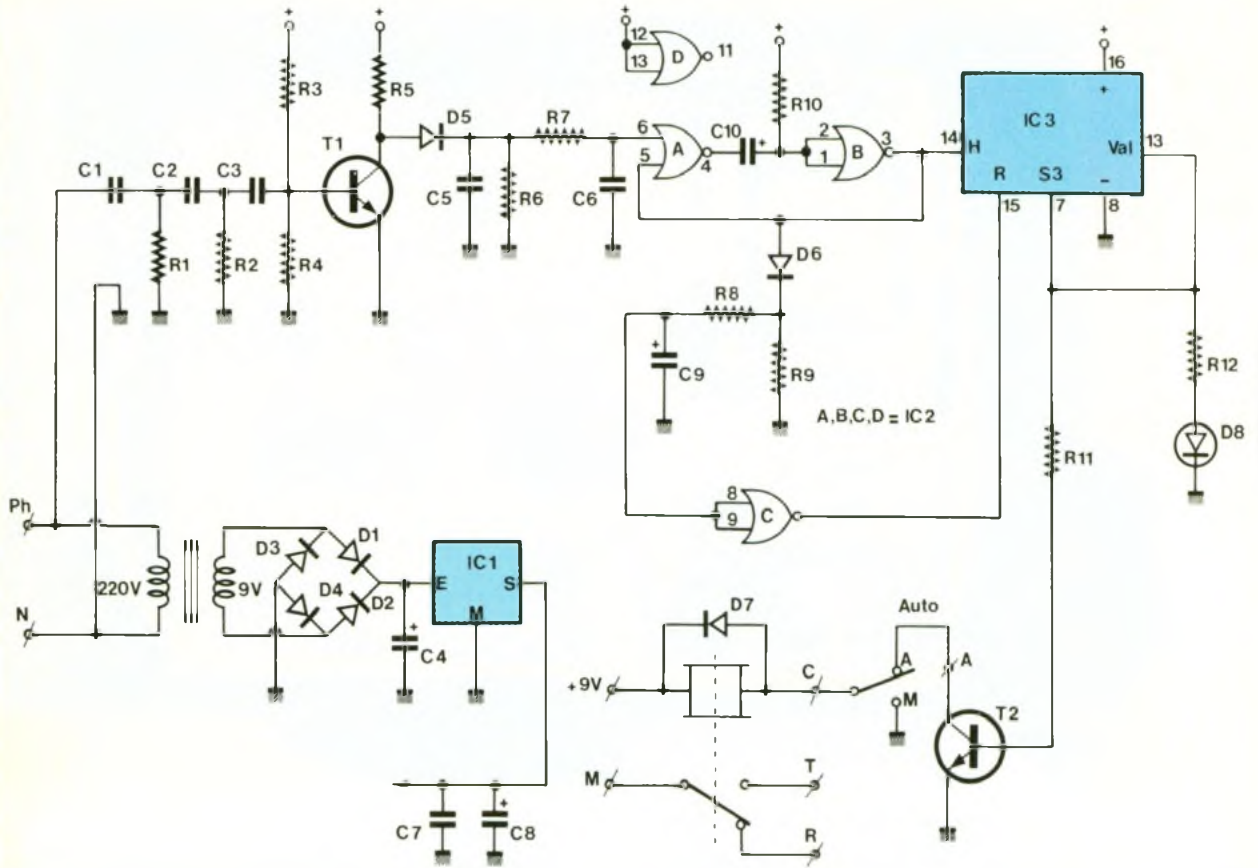 +
+
+
12
D
11
13
+
R3
R5
R10
16
+
T1
D5
R7
6
C10
2
3
14
IC3
13
A
B
H
Val
5
4
+
1
R
S3
−
C1
C2
C3
C5
R6
C6
15
7
8
D6
R1
R2
R4
R8
+
C9
R9
R12
A,B,C,D = IC2
D8
R11
8
C
9
Ph
D3
D1
IC1
220V
9V
D4
D2
E
S
M
N
+
C4
D7
Auto
A
A
+9V
C
M
T2
M
T
+
C7
C8
R